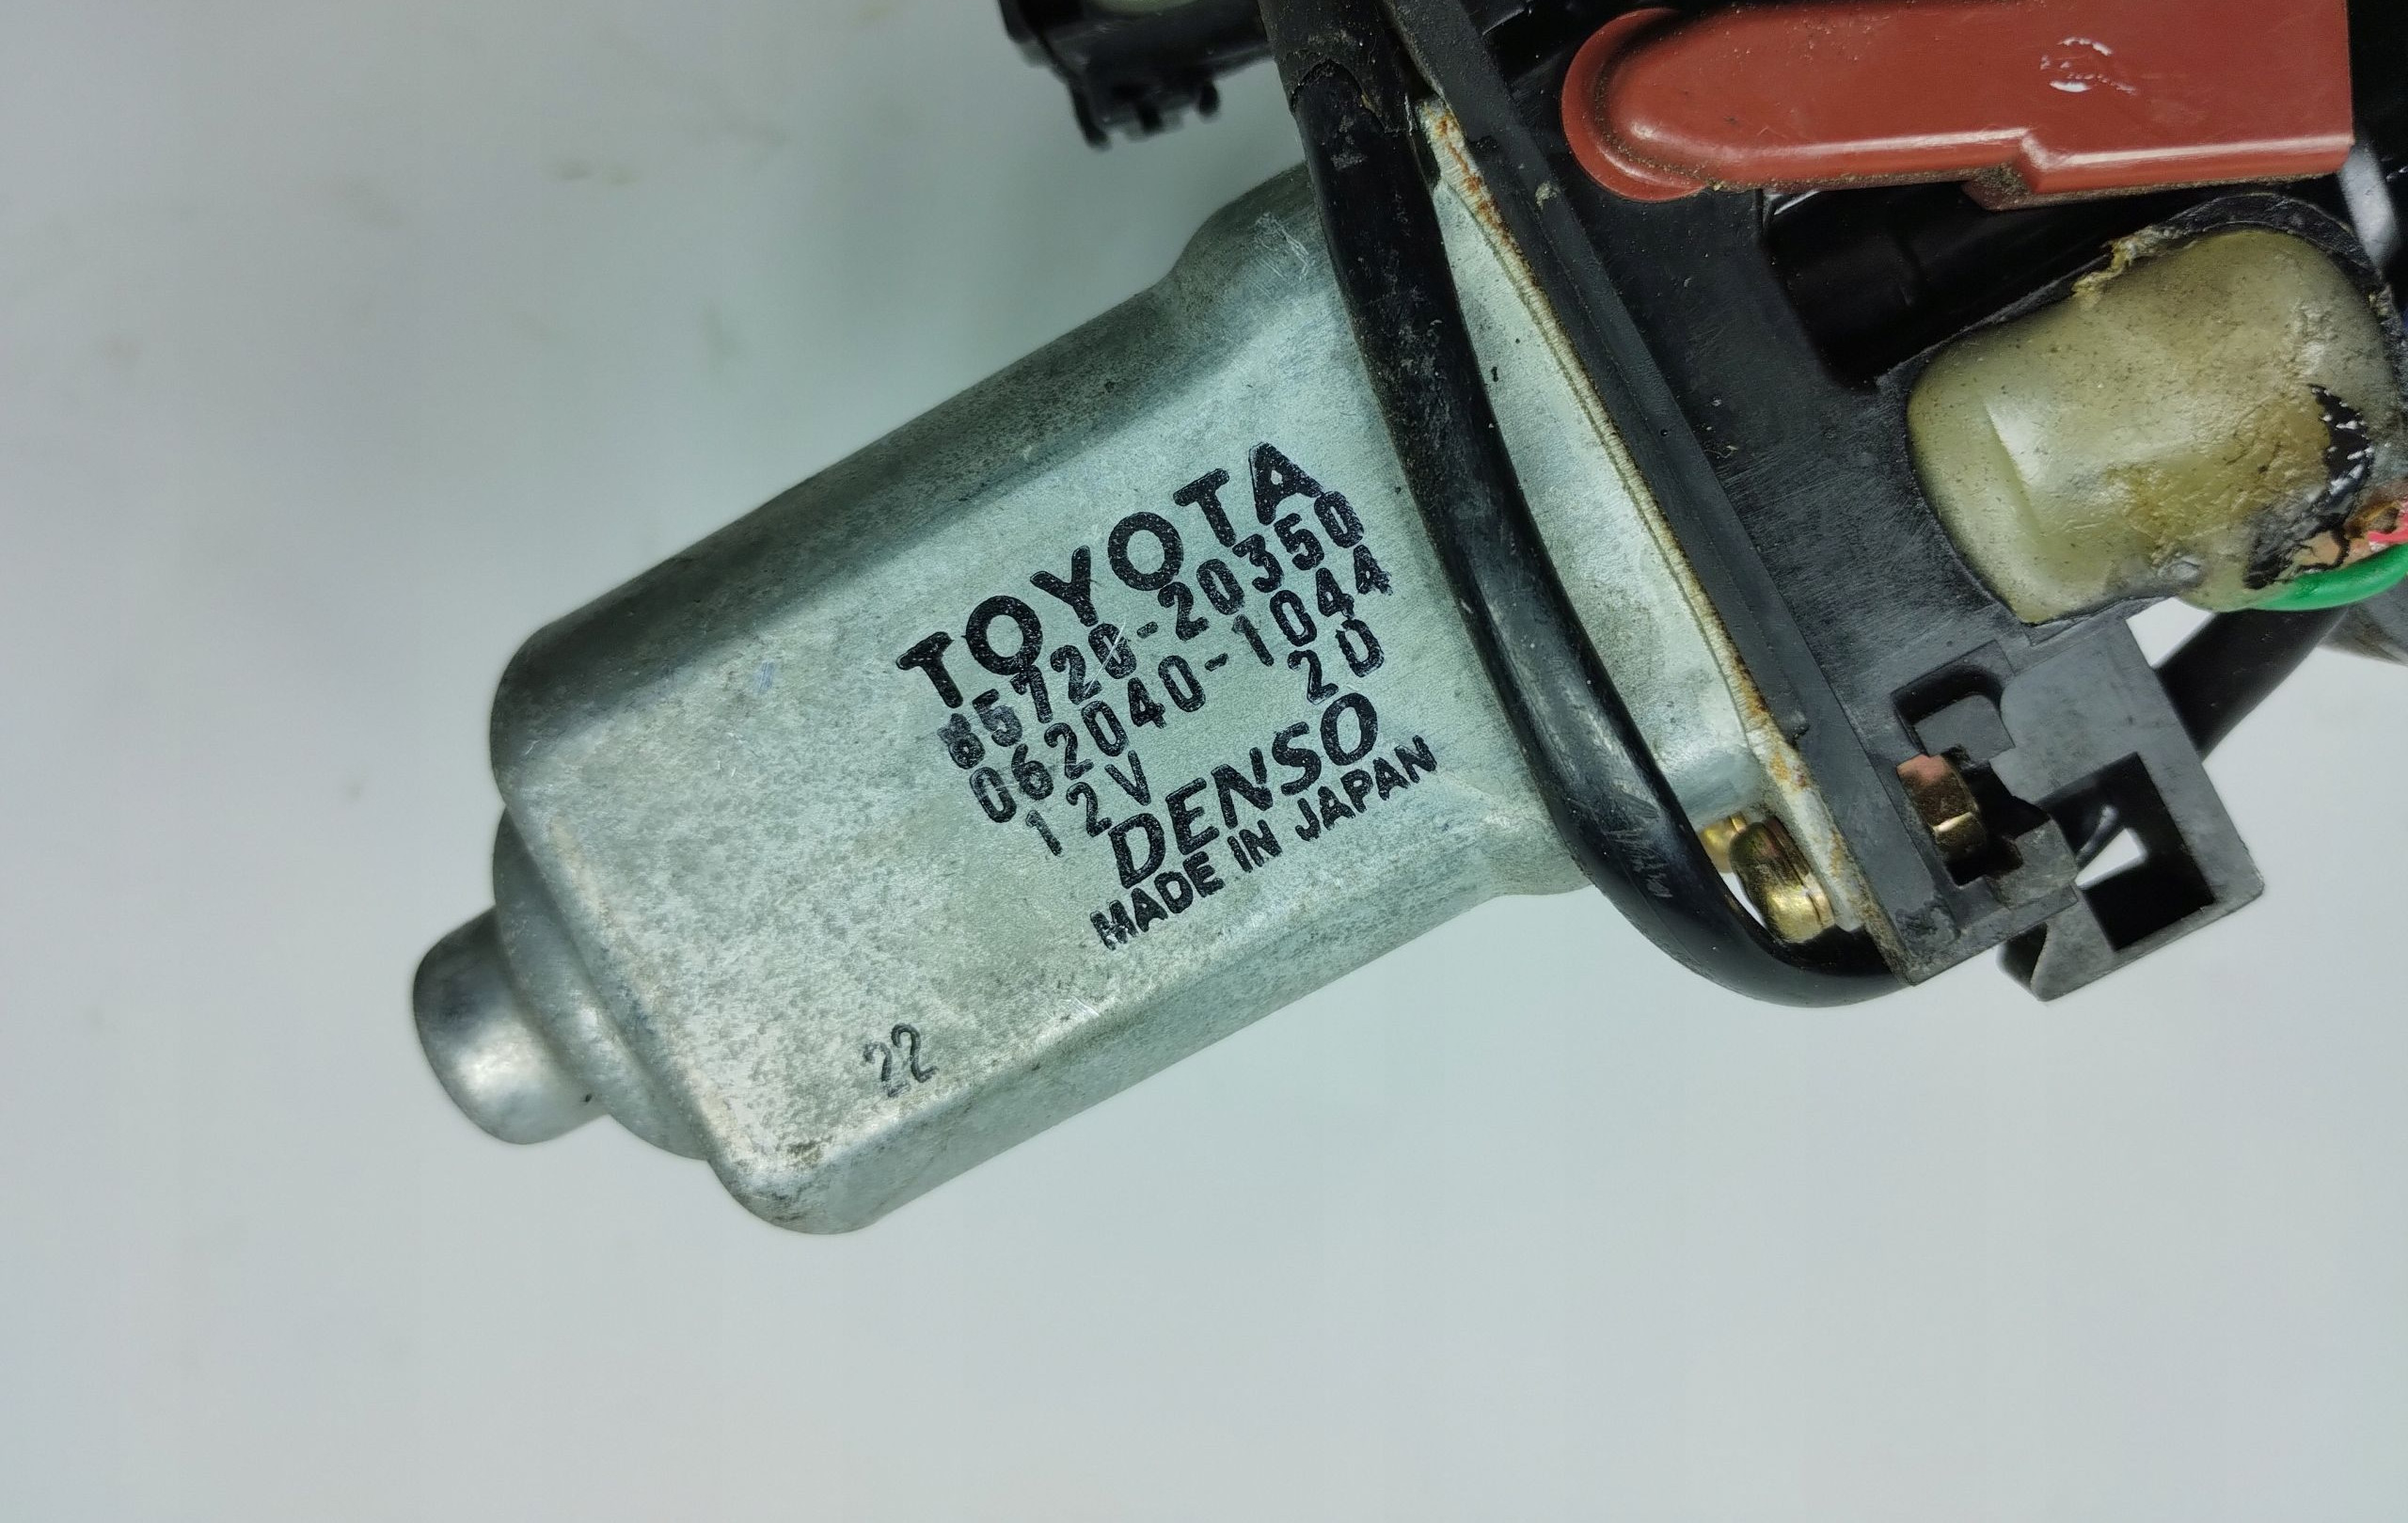 TOYOTA
85720-20350
062040-1044
12V 2D
DENSO
MADE IN JAPAN
22